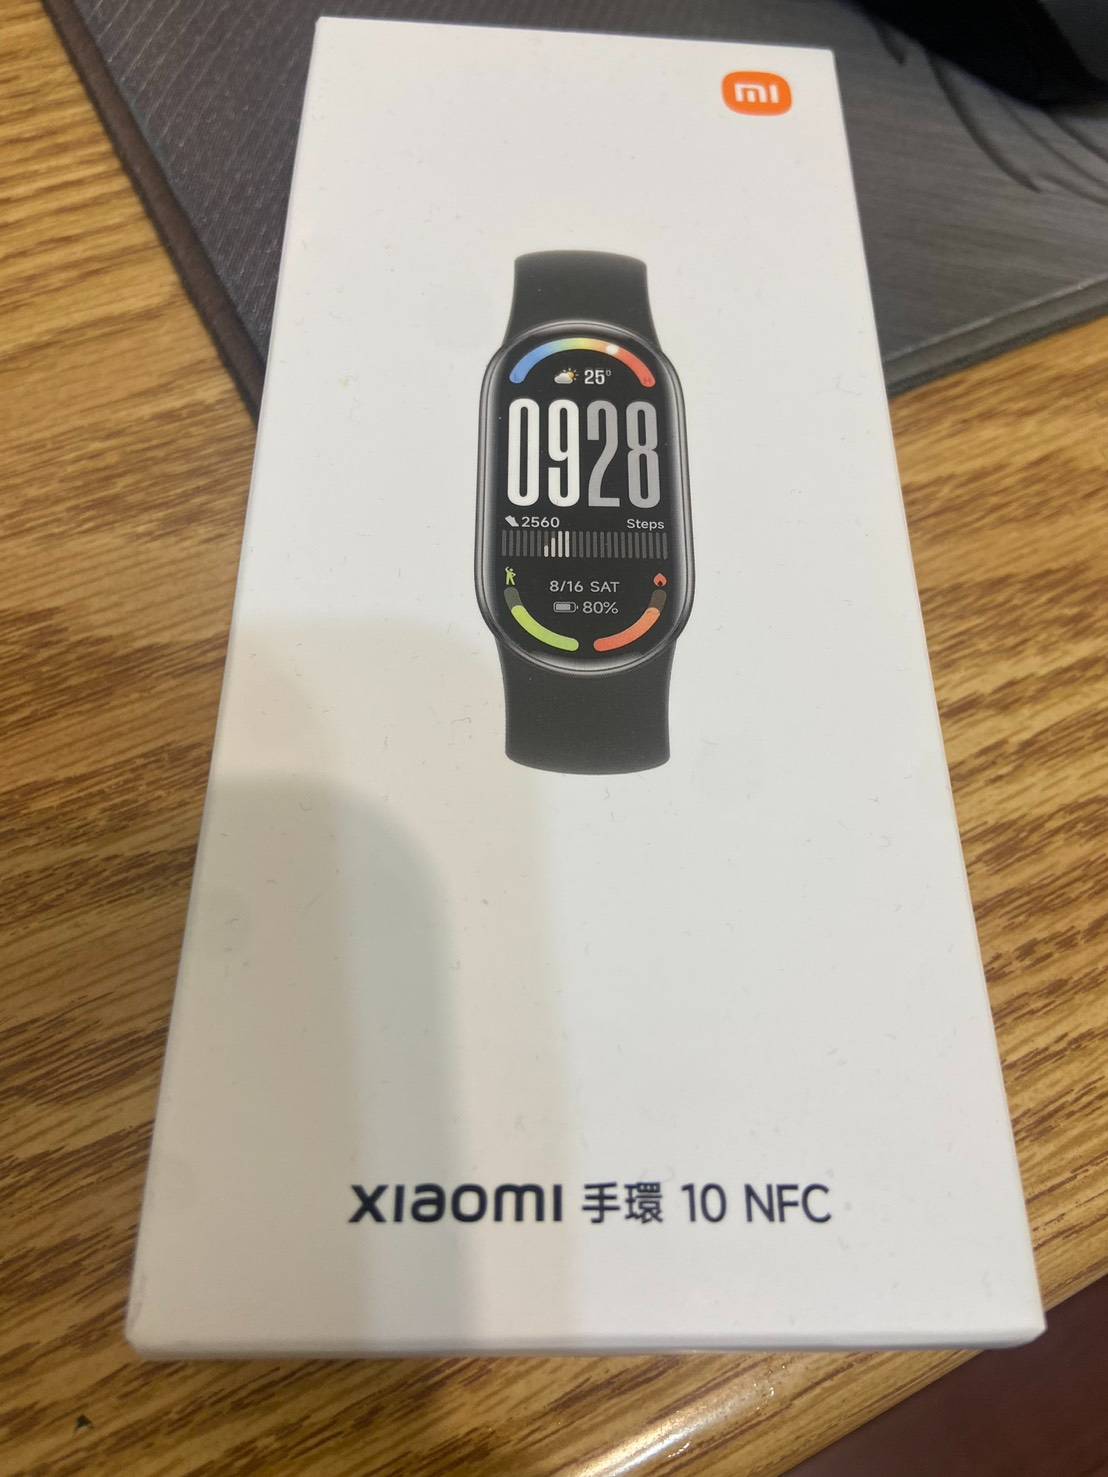 mi
25°
0928
2560 Steps
8/16 SAT
80%
xiaomi 手環 10 NFC